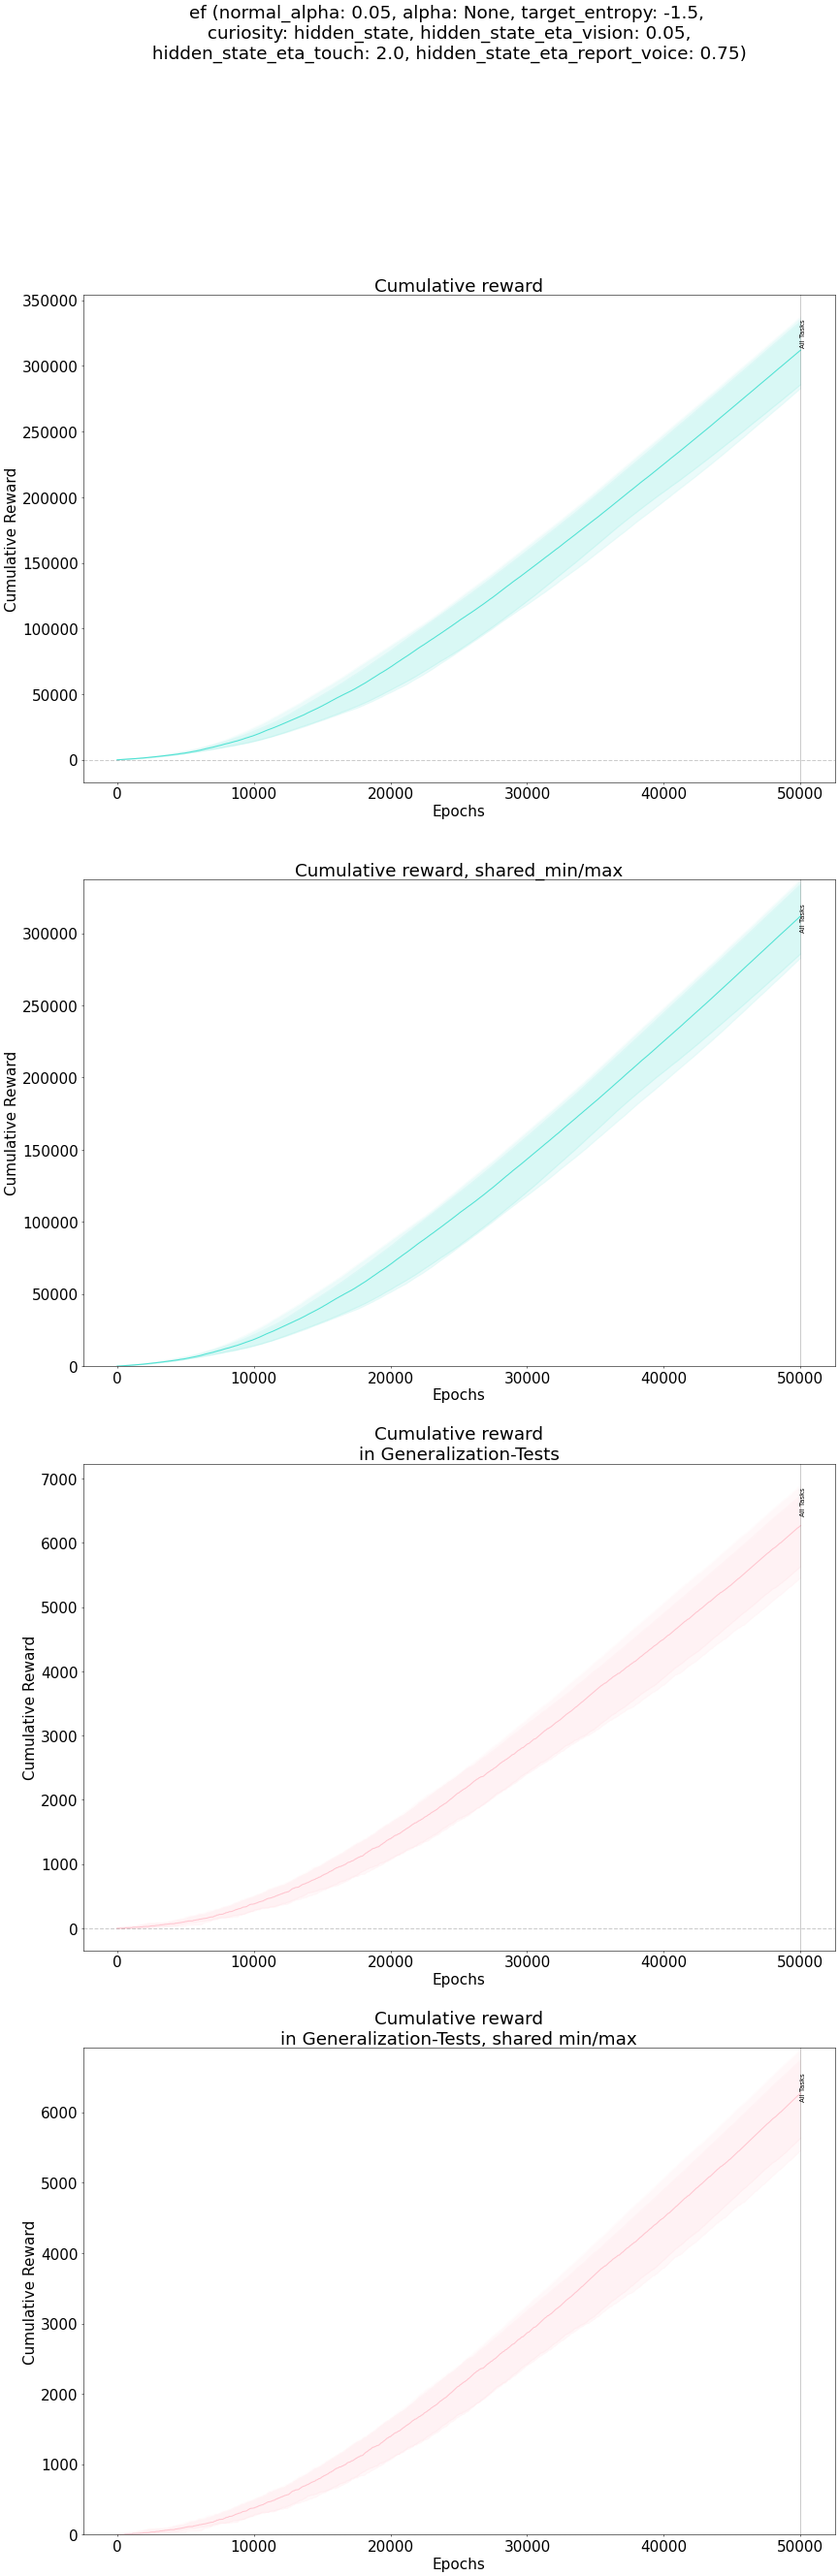 ef (normal_alpha: 0.05, alpha: None, target_entropy: -1.5,
curiosity: hidden_state, hidden_state_eta_vision: 0.05,
hidden_state_eta_touch: 2.0, hidden_state_eta_report_voice: 0.75)
Cumulative reward
350000
300000
250000
200000
150000
100000
50000
0
Cumulative Reward
All Tasks
0 10000 20000 30000 40000 50000
Epochs
Cumulative reward, shared_min/max
300000
250000
200000
150000
100000
50000
0
Cumulative Reward
All Tasks
0 10000 20000 30000 40000 50000
Epochs
Cumulative reward
in Generalization-Tests
7000
6000
5000
4000
3000
2000
1000
0
Cumulative Reward
All Tasks
0 10000 20000 30000 40000 50000
Epochs
Cumulative reward
in Generalization-Tests, shared min/max
6000
5000
4000
3000
2000
1000
0
Cumulative Reward
All Tasks
0 10000 20000 30000 40000 50000
Epochs